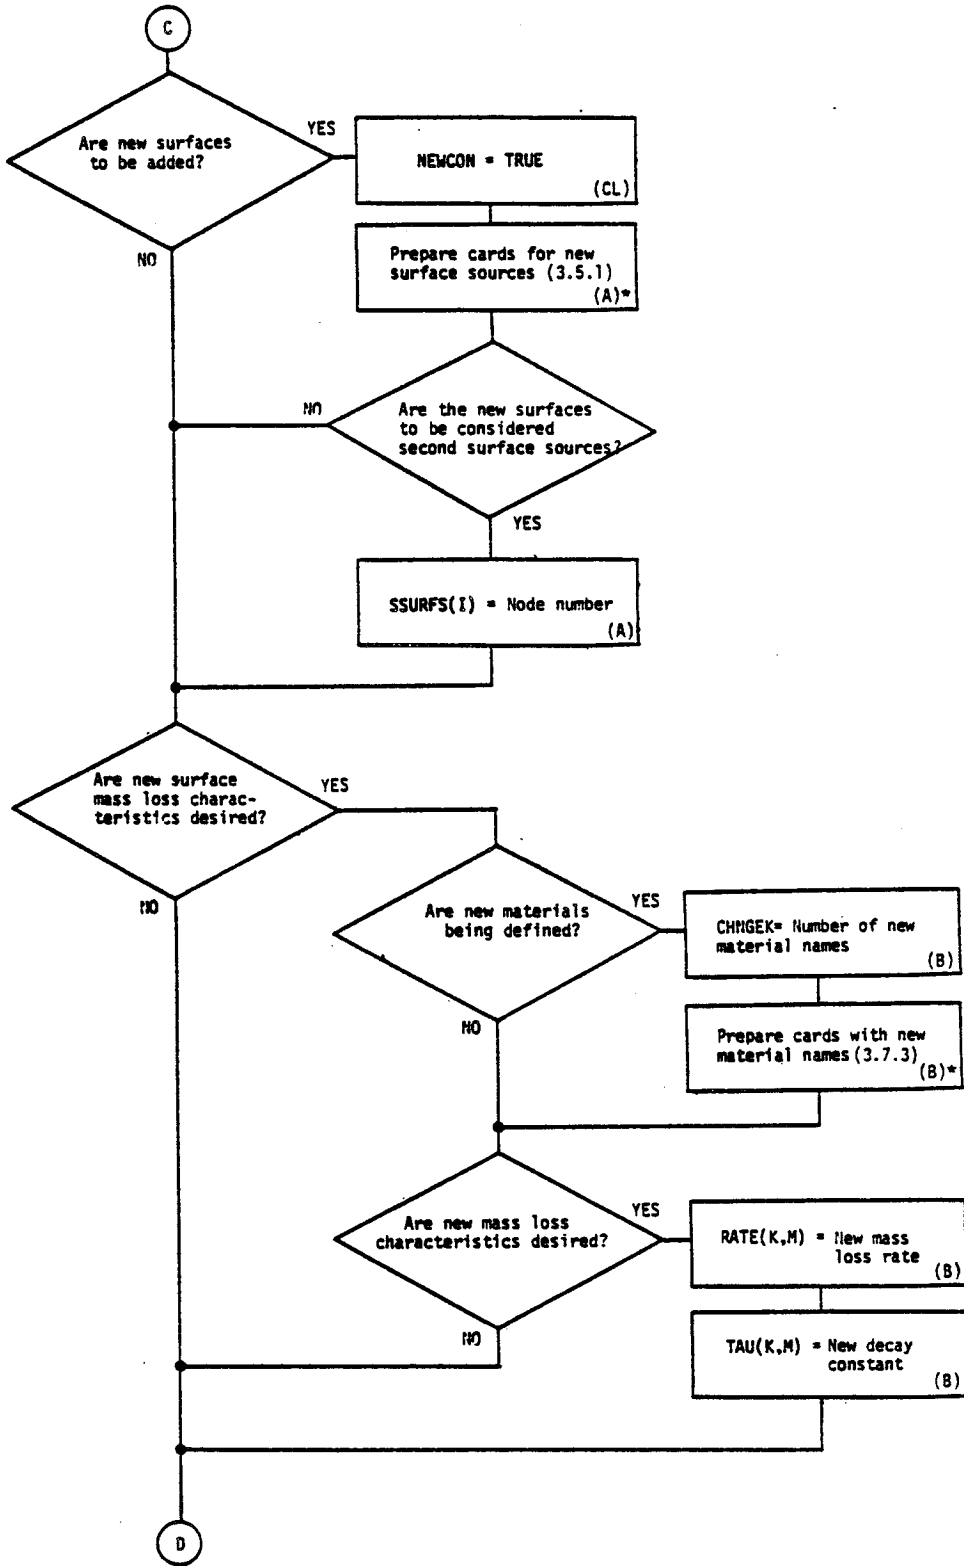 C
Are new surfaces
to be added?
YES
NO
NEWCON = TRUE
(CL)
Prepare cards for new
surface sources (3.5.1)
(A)*
Are the new surfaces
to be considered
second surface sources?
NO
YES
SSURFS(I) = Node number
(A)
Are new surface
mass loss charac-
teristics desired?
YES
NO
Are new materials
being defined?
YES
NO
CHNGEK= Number of new
material names
(B)
Prepare cards with new
material names (3.7.3)
(B)*
Are new mass loss
characteristics desired?
YES
NO
RATE(K,M) = New mass
loss rate
(B)
TAU(K,M) = New decay
constant
(B)
D